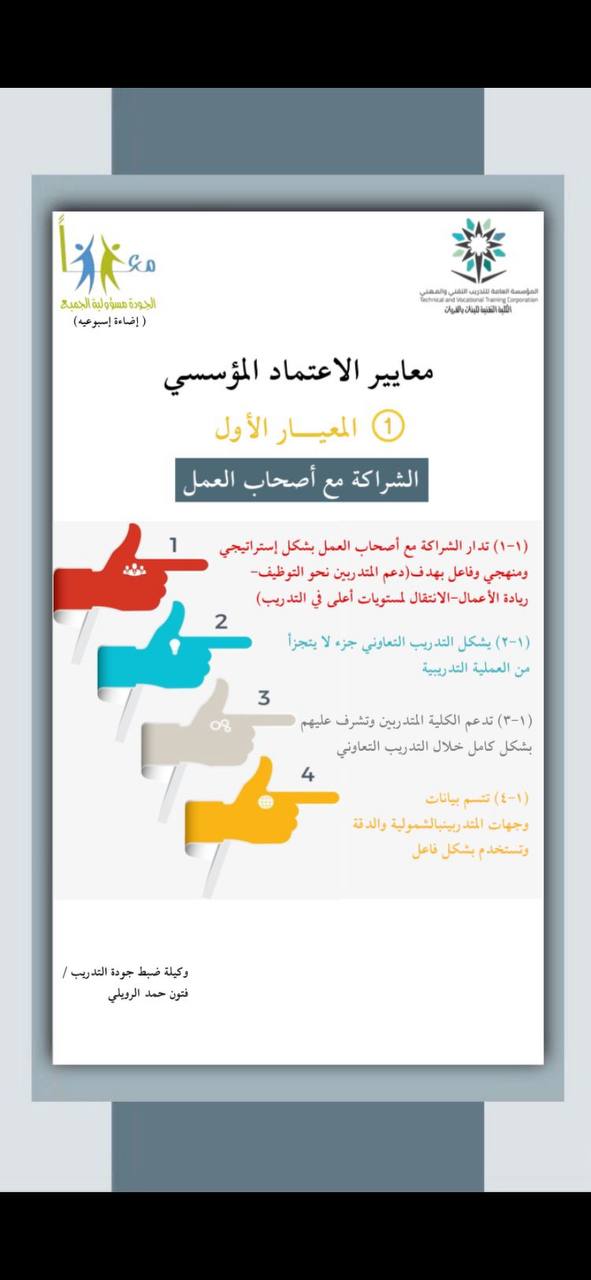 معاً
الجودة مسؤولية الجميع
( إضاءة إسبوعيه)
المؤسسة العامة للتدريب التقني والمهني
Technical and Vocational Training Corporation
الكلية التقنية للبنات بالقريات
معايير الاعتماد المؤسسي
1 المعيـــار الأول
الشراكة مع أصحاب العمل
1
(١-١) تدار الشراكة مع أصحاب العمل بشكل إستراتيجي
ومنهجي وفاعل بهدف(دعم المتدربين نحو التوظيف-
ريادة الأعمال-الانتقال لمستويات أعلى في التدريب)
2
(١-٢) يشكل التدريب التعاوني جزء لا يتجزأ
من العملية التدريبية
3
(١-٣) تدعم الكلية المتدربين وتشرف عليهم
بشكل كامل خلال التدريب التعاوني
4
(١-٤) تتسم بيانات
وجهات المتدربينبالشمولية والدقة
وتستخدم بشكل فاعل
وكيلة ضبط جودة التدريب /
فتون حمد الرويلي